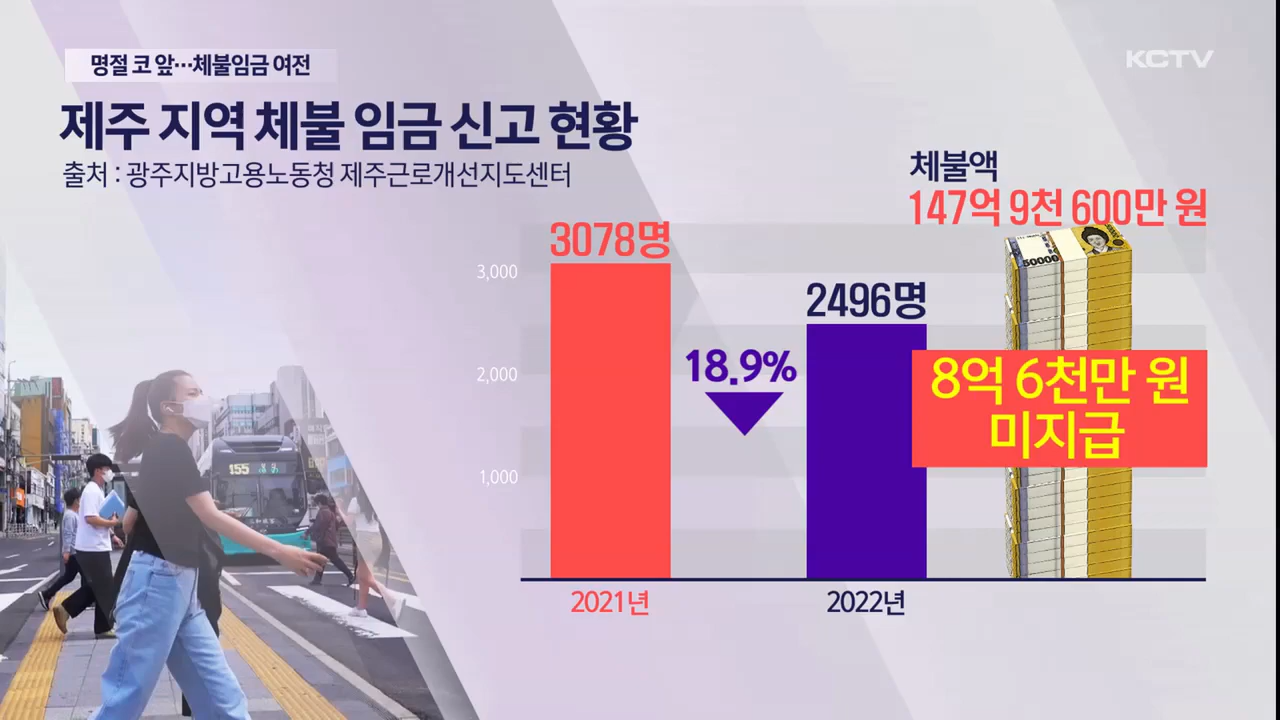 명절 코 앞…체불임금 여전
KCTV
제주 지역 체불 임금 신고 현황
출처 : 광주지방고용노동청 제주근로개선지도센터
체불액
147억 9천 600만 원
3078명
3,000
50000
2496명
18.9%
2,000
8억 6천만 원
미지급
1,000
155
2021년
2022년